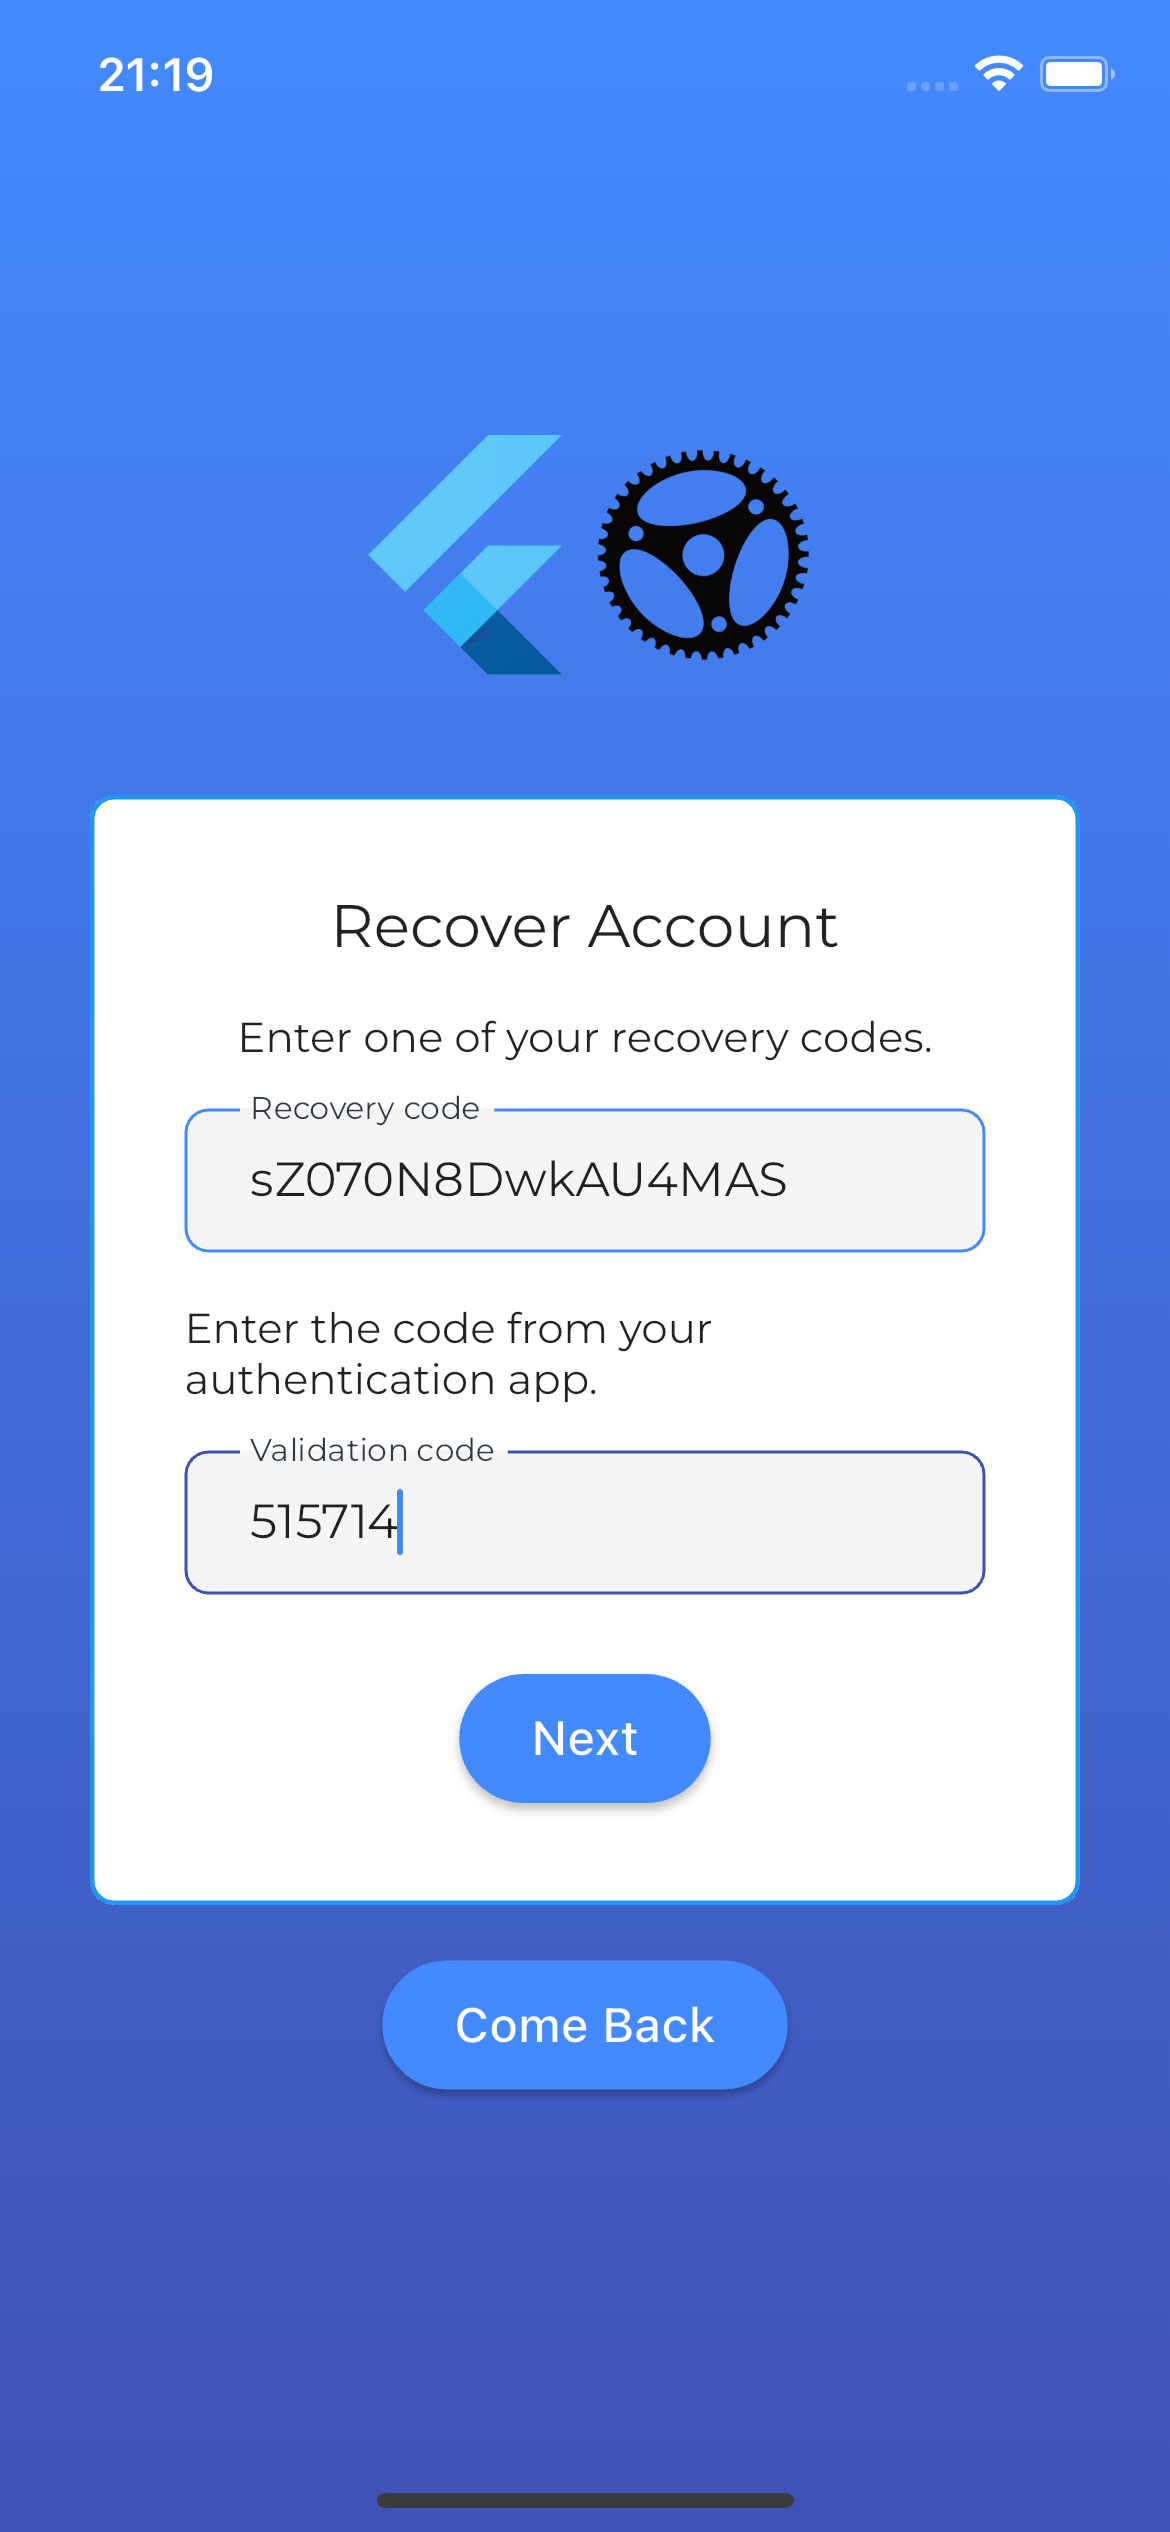 21:19
Recover Account
Enter one of your recovery codes.
Recovery code
sZ070N8DwkAU4MAS
Enter the code from your
authentication app.
Validation code
515714
Next
Come Back